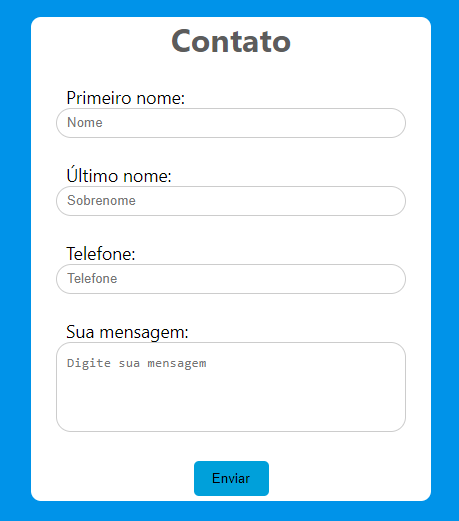 Contato
Primeiro nome:
Nome
Último nome:
Sobrenome
Telefone:
Telefone
Sua mensagem:
Digite sua mensagem
Enviar